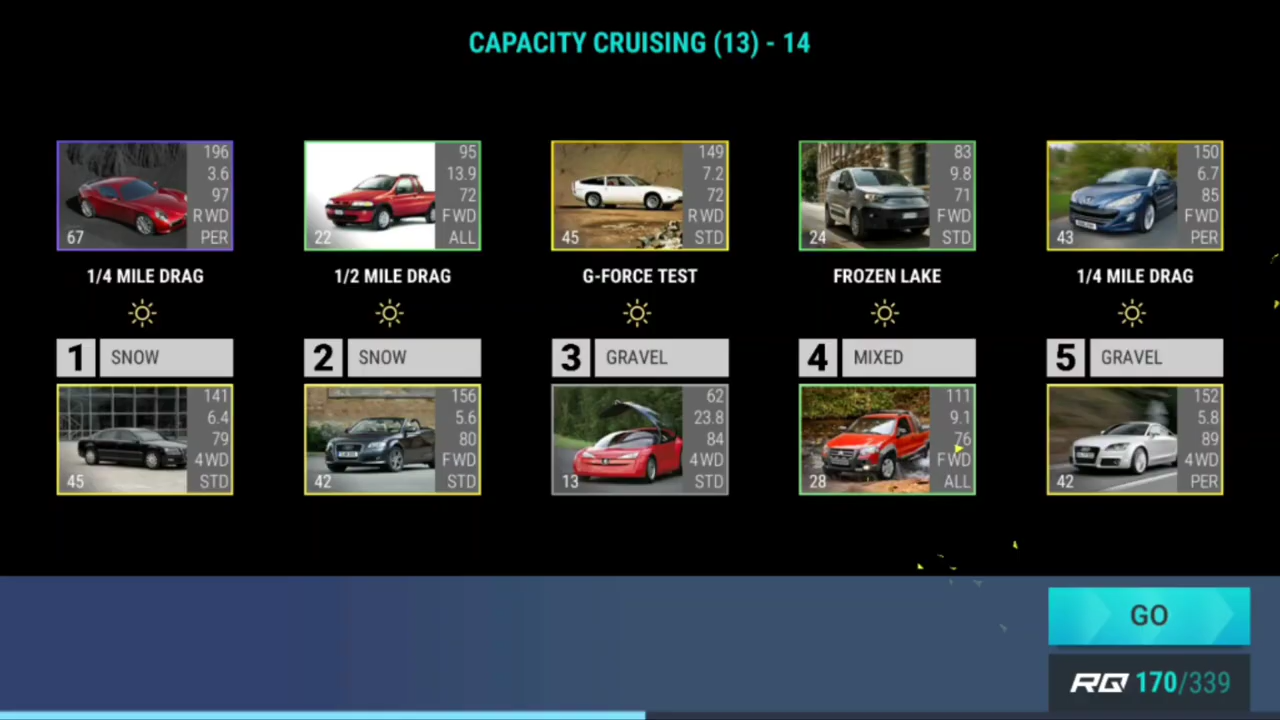 CAPACITY CRUISING (13) - 14
196
3.6
97
RWD
67 PER
95
13.9
72
FWD
22 ALL
149
7.2
72
RWD
45 STD
83
9.8
71
FWD
24 STD
150
6.7
85
FWD
43 PER
1/4 MILE DRAG
1/2 MILE DRAG
G-FORCE TEST
FROZEN LAKE
1/4 MILE DRAG
1 SNOW
2 SNOW
3 GRAVEL
4 MIXED
5 GRAVEL
141
6.4
79
4WD
45 STD
156
5.6
80
FWD
42 STD
62
23.8
84
4WD
13 STD
111
9.1
76
FWD
28 ALL
152
5.8
89
4WD
42 PER
GO
RQ 170/339